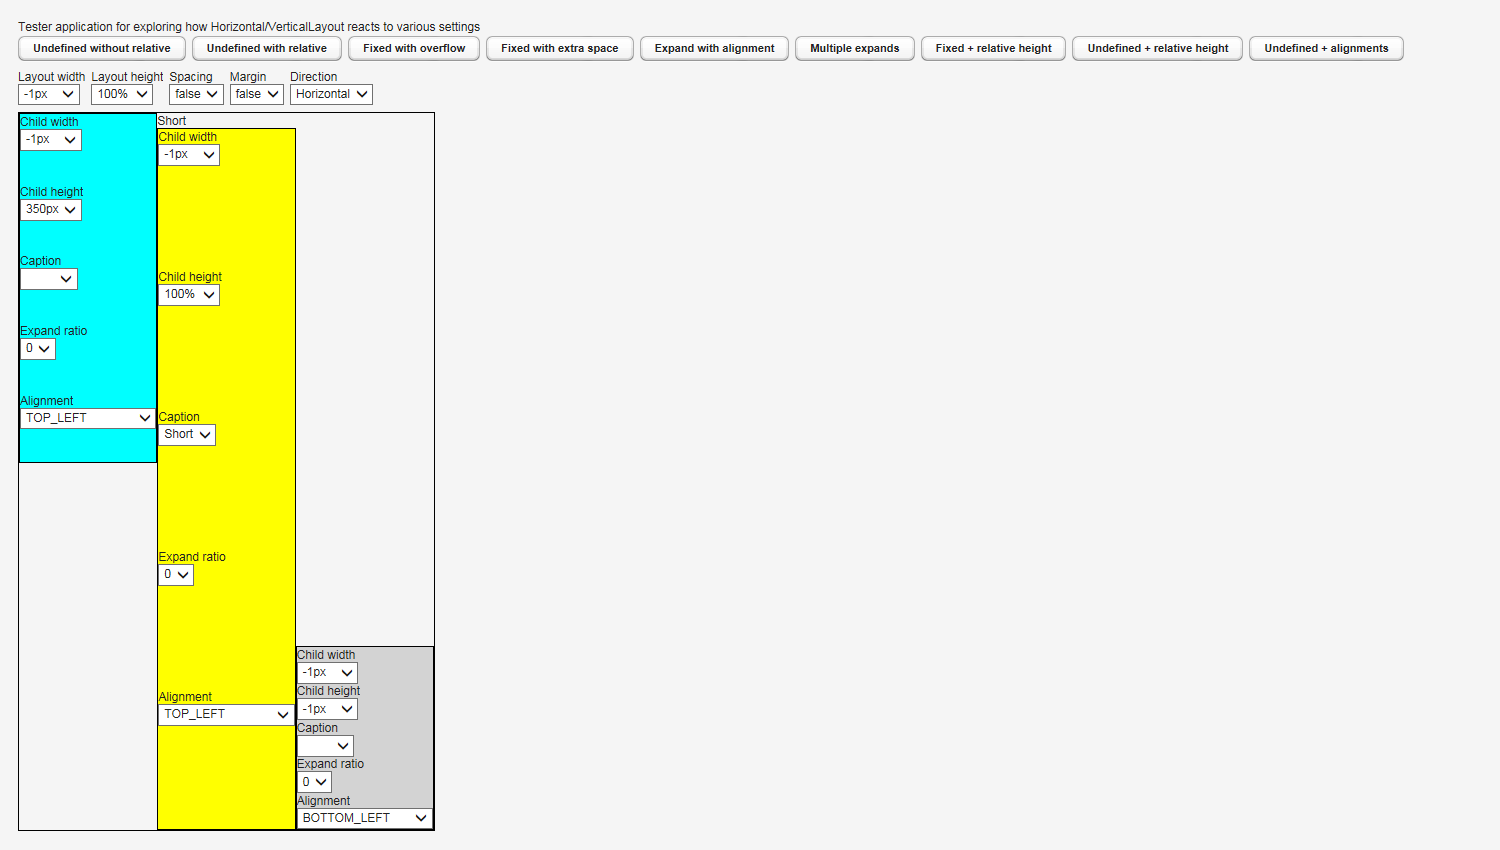 Tester application for exploring how Horizontal/VerticalLayout reacts to various settings
Undefined without relative Undefined with relative Fixed with overflow Fixed with extra space Expand with alignment Multiple expands Fixed + relative height Undefined + relative height Undefined + alignments
Layout width Layout height Spacing Margin Direction
-1px 100% false false Horizontal
Child width
-1px
Child height
350px
Caption
Expand ratio
0
Alignment
TOP_LEFT
Short
Child width
-1px
Child height
100%
Caption
Short
Expand ratio
0
Alignment
TOP_LEFT
Child width
-1px
Child height
-1px
Caption
Expand ratio
0
Alignment
BOTTOM_LEFT